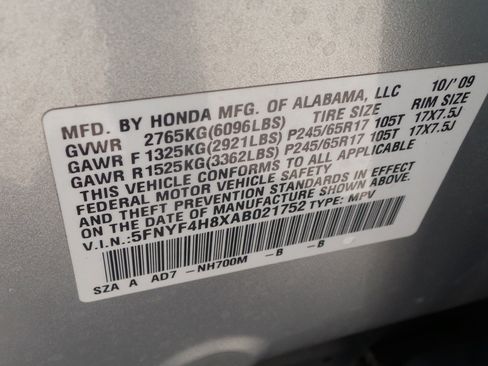 MFD. BY HONDA MFG. OF ALABAMA, LLC 10/'09
GVWR 2765KG(6096LBS) TIRE SIZE RIM SIZE
GAWR F 1325KG(2921LBS) P245/65R17 105T 17X7.5J
GAWR R1525KG(3362LBS) P245/65R17 105T 17X7.5J
THIS VEHICLE CONFORMS TO ALL APPLICABLE
FEDERAL MOTOR VEHICLE SAFETY
AND THEFT PREVENTION STANDARDS IN EFFECT
ON THE DATE OF MANUFACTURE SHOWN ABOVE.
V.I.N.:5FNYF4H8XAB021752 TYPE: MPV
SZA A AD7 -NH700M -B -B